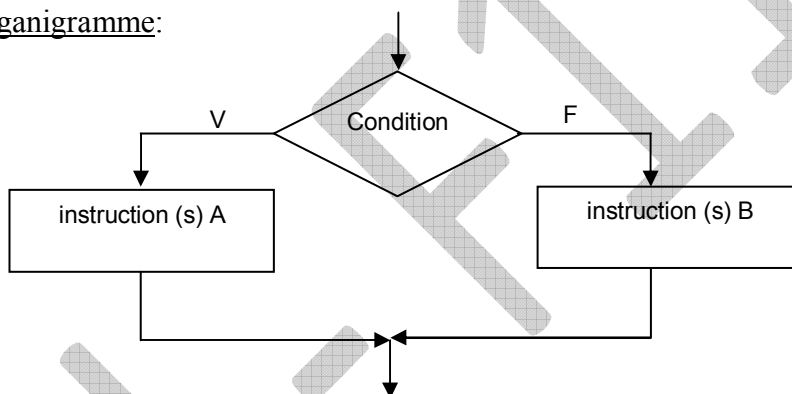 ganigramme:
V
Condition
F
instruction (s) A
instruction (s) B